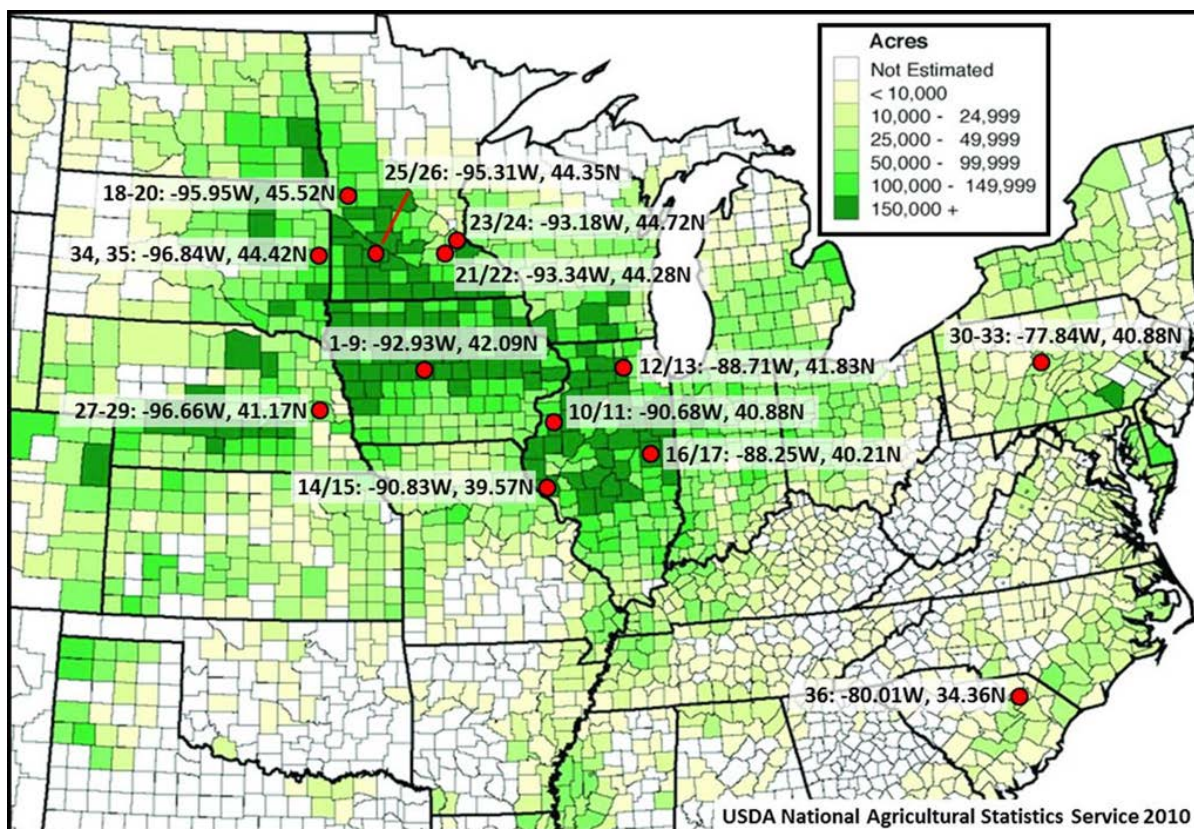 Acres
Not Estimated
< 10,000
10,000 - 24,999
25,000 - 49,999
50,000 - 99,999
100,000 - 149,999
150,000 +
25/26: -95.31W, 44.35N
18-20: -95.95W, 45.52N
23/24: -93.18W, 44.72N
34, 35: -96.84W, 44.42N
21/22: -93.34W, 44.28N
1-9: -92.93W, 42.09N
30-33: -77.84W, 40.88N
12/13: -88.71W, 41.83N
27-29: -96.66W, 41.17N
10/11: -90.68W, 40.88N
16/17: -88.25W, 40.21N
14/15: -90.83W, 39.57N
36: -80.01W, 34.36N
USDA National Agricultural Statistics Service 2010